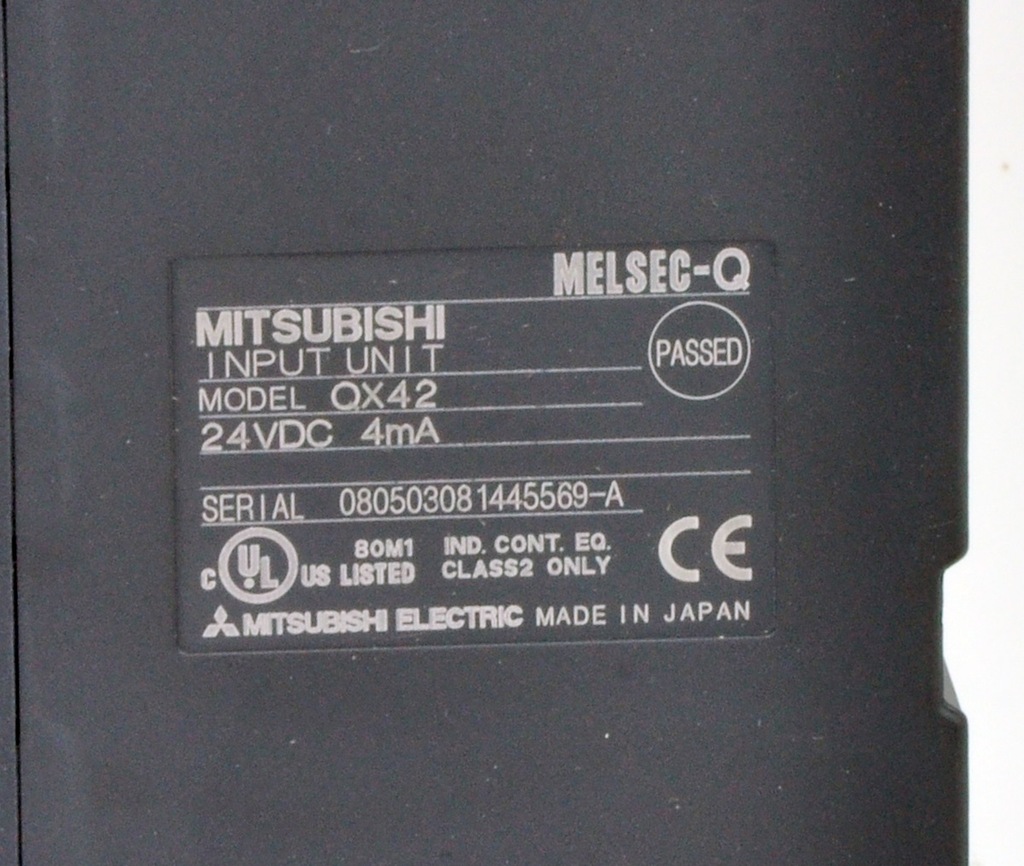 MELSEC-Q
MITSUBISHI
INPUT UNIT
PASSED
MODEL QX42
24VDC 4mA
SERIAL 080503081445569-A
C UL US LISTED 80M1 IND. CONT. EQ. CLASS2 ONLY CE
MITSUBISHI ELECTRIC MADE IN JAPAN